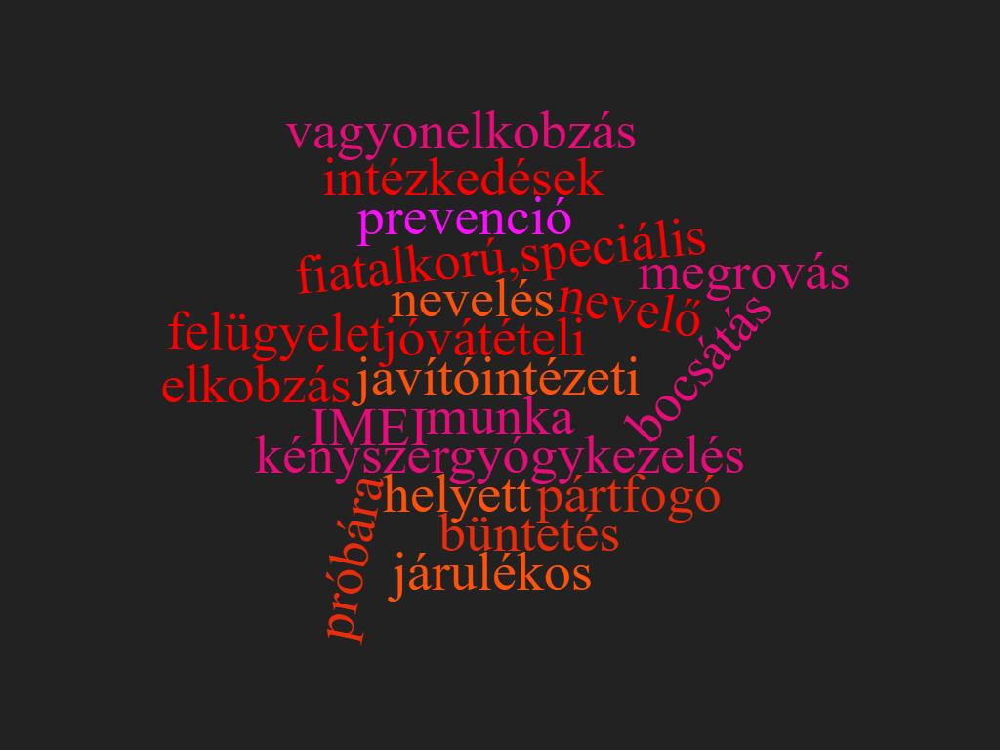 vagyonelkobzás
intézkedések
prevenció
fiatalkorú,speciális
megrovás
nevelés
nevelő
felügyelet
jóvátételi
bocsátás
elkobzás
javítóintézeti
IMEI
munka
kényszergyógykezelés
helyett
pártfogó
próbára
büntetés
járulékos